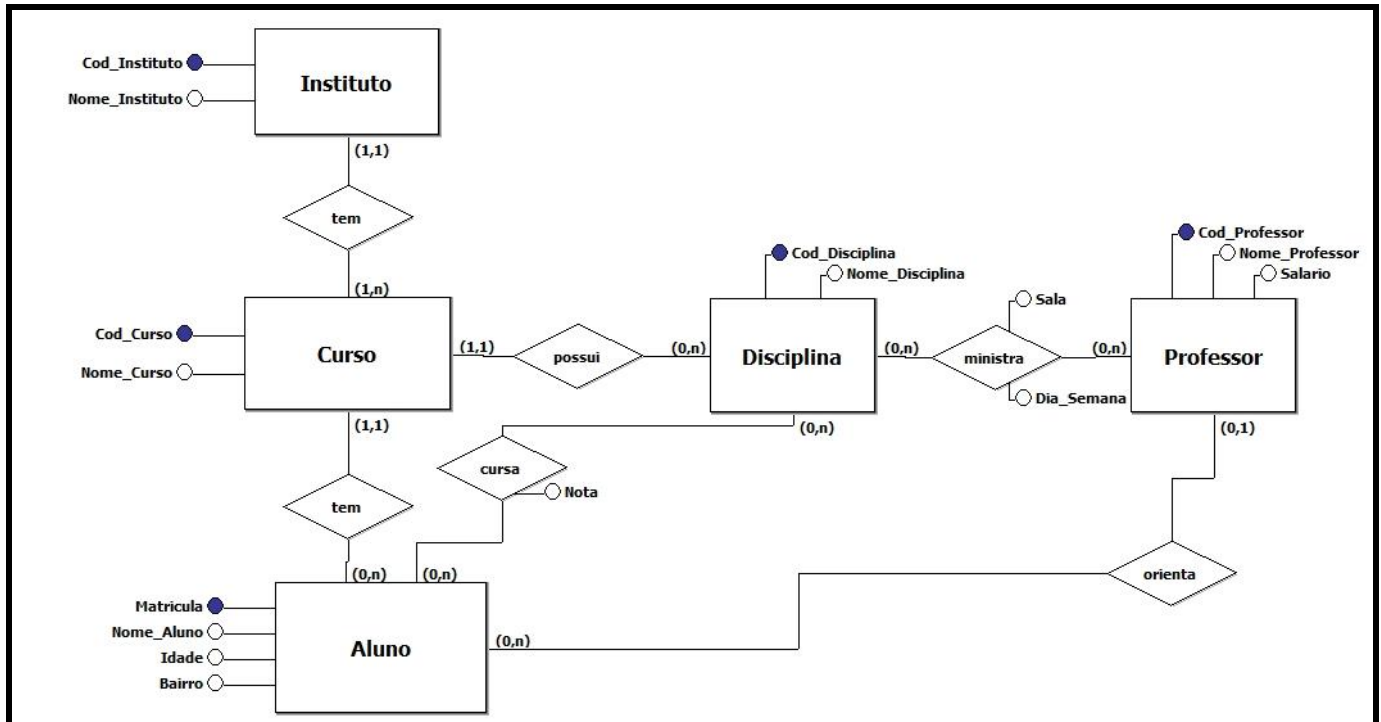 Cod_Instituto
Nome_Instituto
Instituto
(1,1)
tem
(1,n)
Cod_Curso
Nome_Curso
Curso
(1,1)
possui
(0,n)
Cod_Disciplina
Nome_Disciplina
Disciplina
(0,n)
Sala
ministra
Dia_Semana
(0,n)
Cod_Professor
Nome_Professor
Salario
Professor
(1,1)
(0,n)
(0,1)
cursa
Nota
tem
(0,n)
(0,n)
orienta
Matricula
Nome_Aluno
Idade
Bairro
Aluno
(0,n)